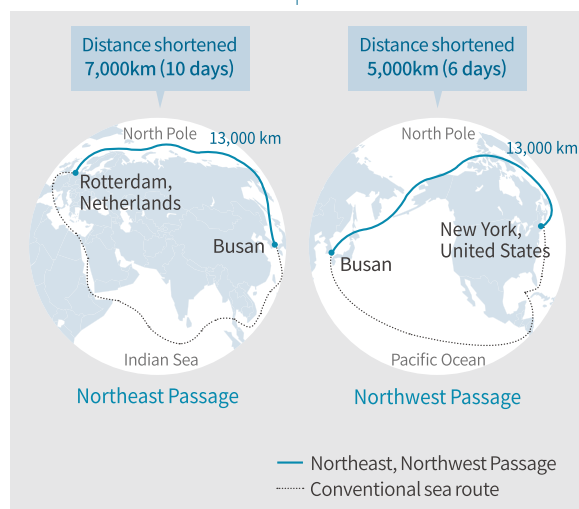 Distance shortened
7,000km (10 days)
North Pole
13,000 km
Rotterdam,
Netherlands
Busan
Indian Sea
Northeast Passage
Distance shortened
5,000km (6 days)
North Pole
13,000 km
New York,
United States
Busan
Pacific Ocean
Northwest Passage
Northeast, Northwest Passage
Conventional sea route